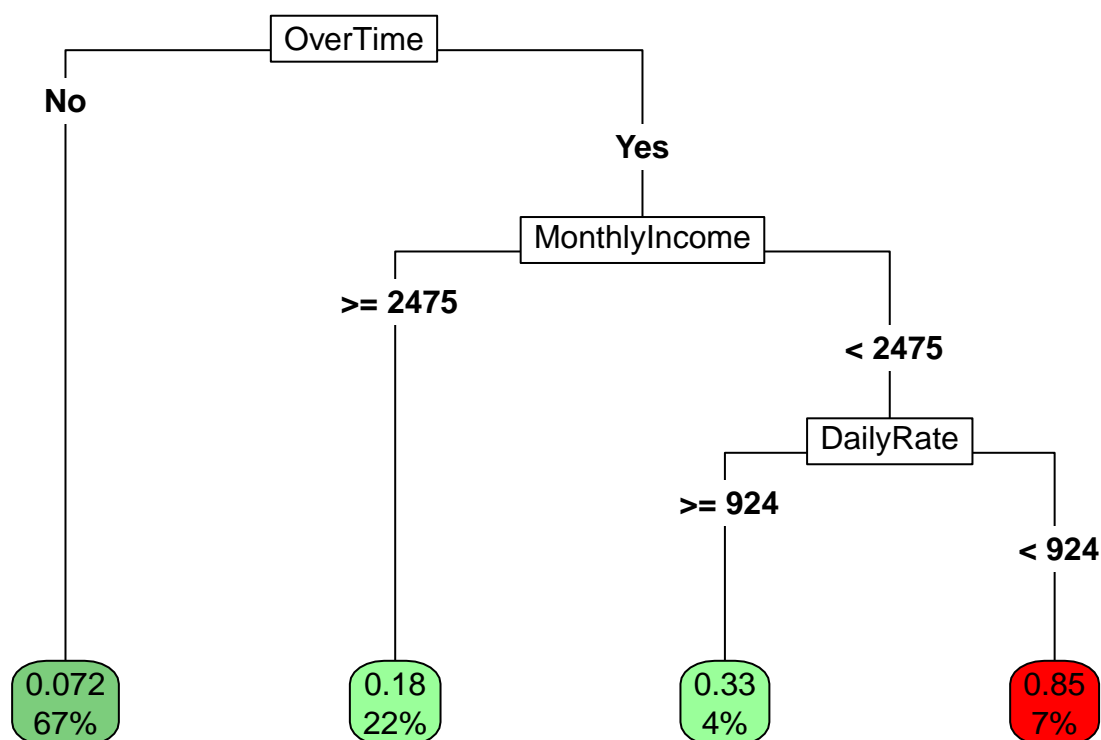 OverTime
No
Yes
MonthlyIncome
>= 2475
< 2475
DailyRate
>= 924
< 924
0.072
67%
0.18
22%
0.33
4%
0.85
7%